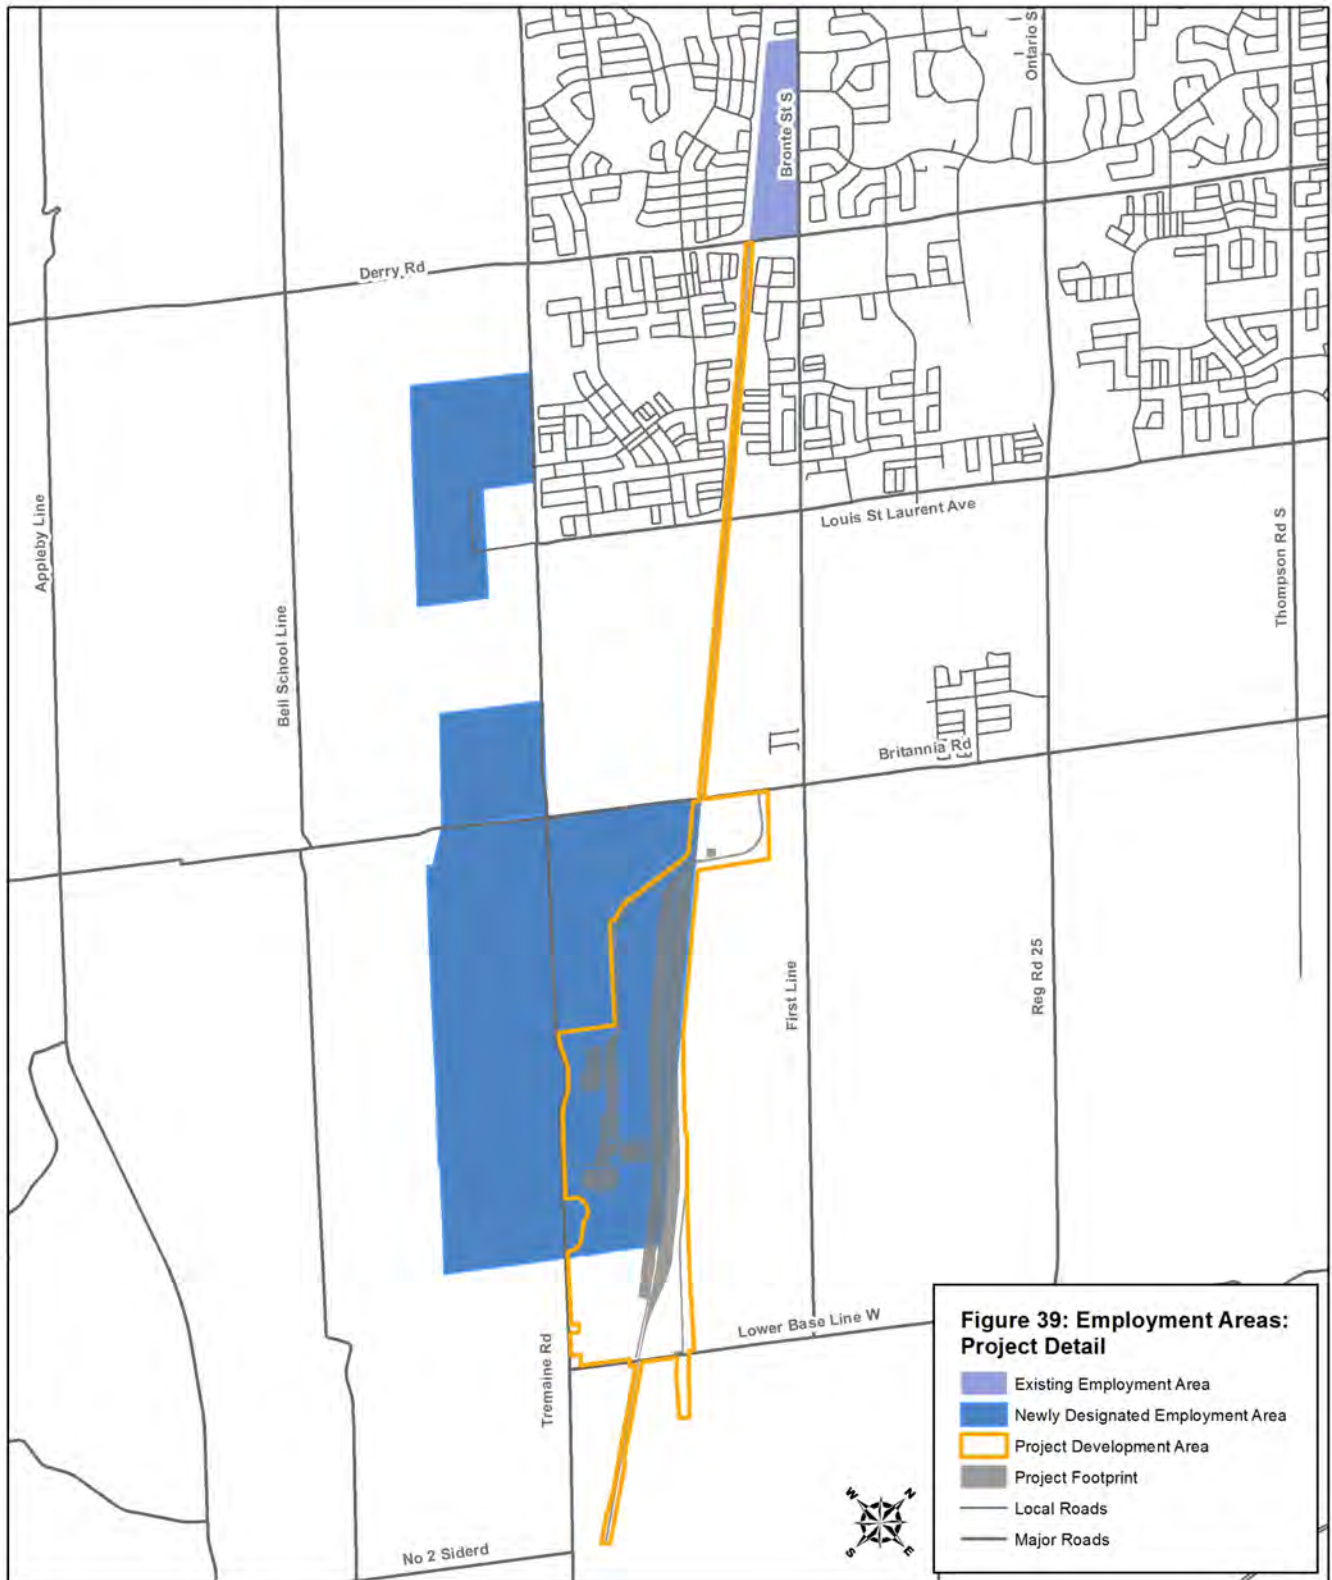 Ontario St
Bronte St S
Derry Rd
Appleby Line
Louis St Laurent Ave
Thompson Rd S
Bell School Line
Britannia Rd
First Line
Reg Rd 25
Lower Base Line W
Tremaine Rd
No 2 Siderd
W
N
S
E
Figure 39: Employment Areas:
Project Detail
Existing Employment Area
Newly Designated Employment Area
Project Development Area
Project Footprint
Local Roads
Major Roads